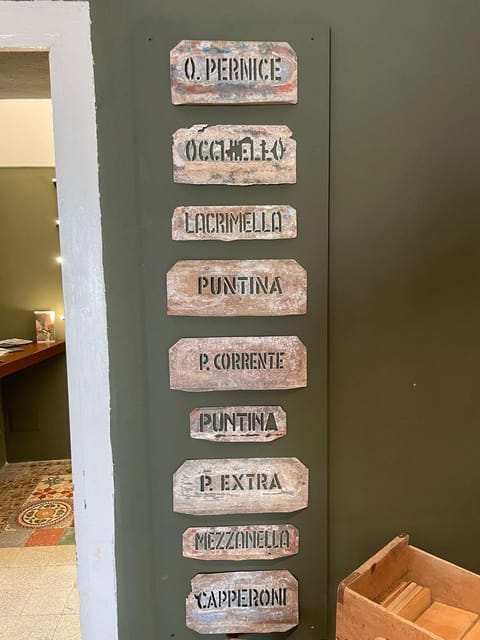 O. PERNICE
OCCHIELLO
LACRIMELLA
PUNTINA
P. CORRENTE
PUNTINA
P. EXTRA
MEZZANELLA
CAPPERONI